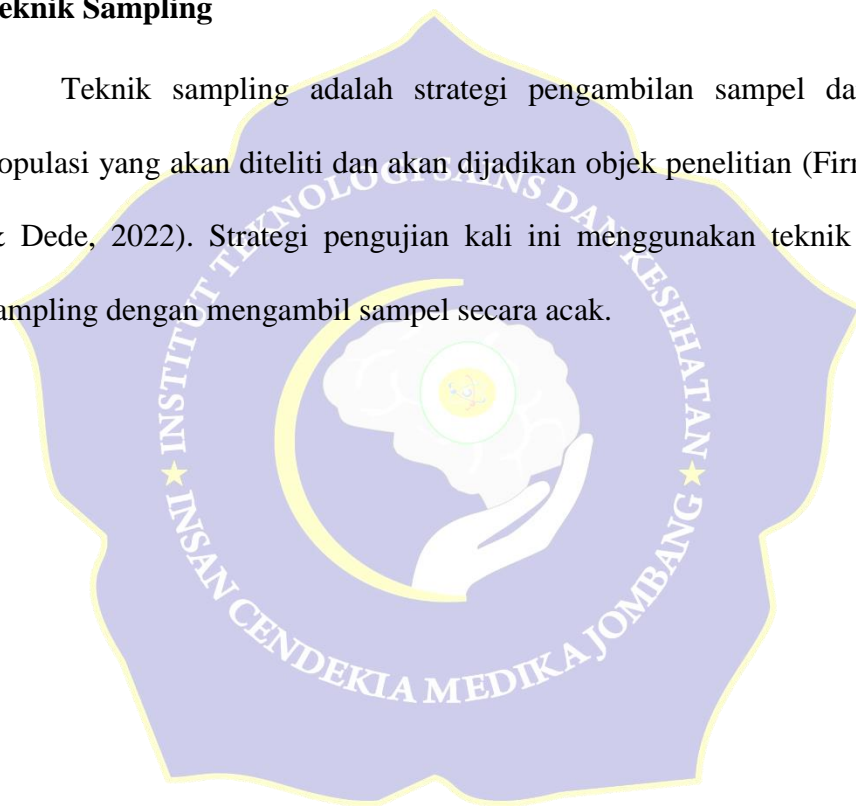 eknik Sampling
Teknik sampling adalah strategi pengambilan sampel da
opulasi yang akan diteliti dan akan dijadikan objek penelitian (Firm
& Dede, 2022). Strategi pengujian kali ini menggunakan teknik
ampling dengan mengambil sampel secara acak.
INSTITUT TEKNOLOGI SAINS DAN KESEHATAN
INSAN CENDEKIA MEDIKA JOMBANG